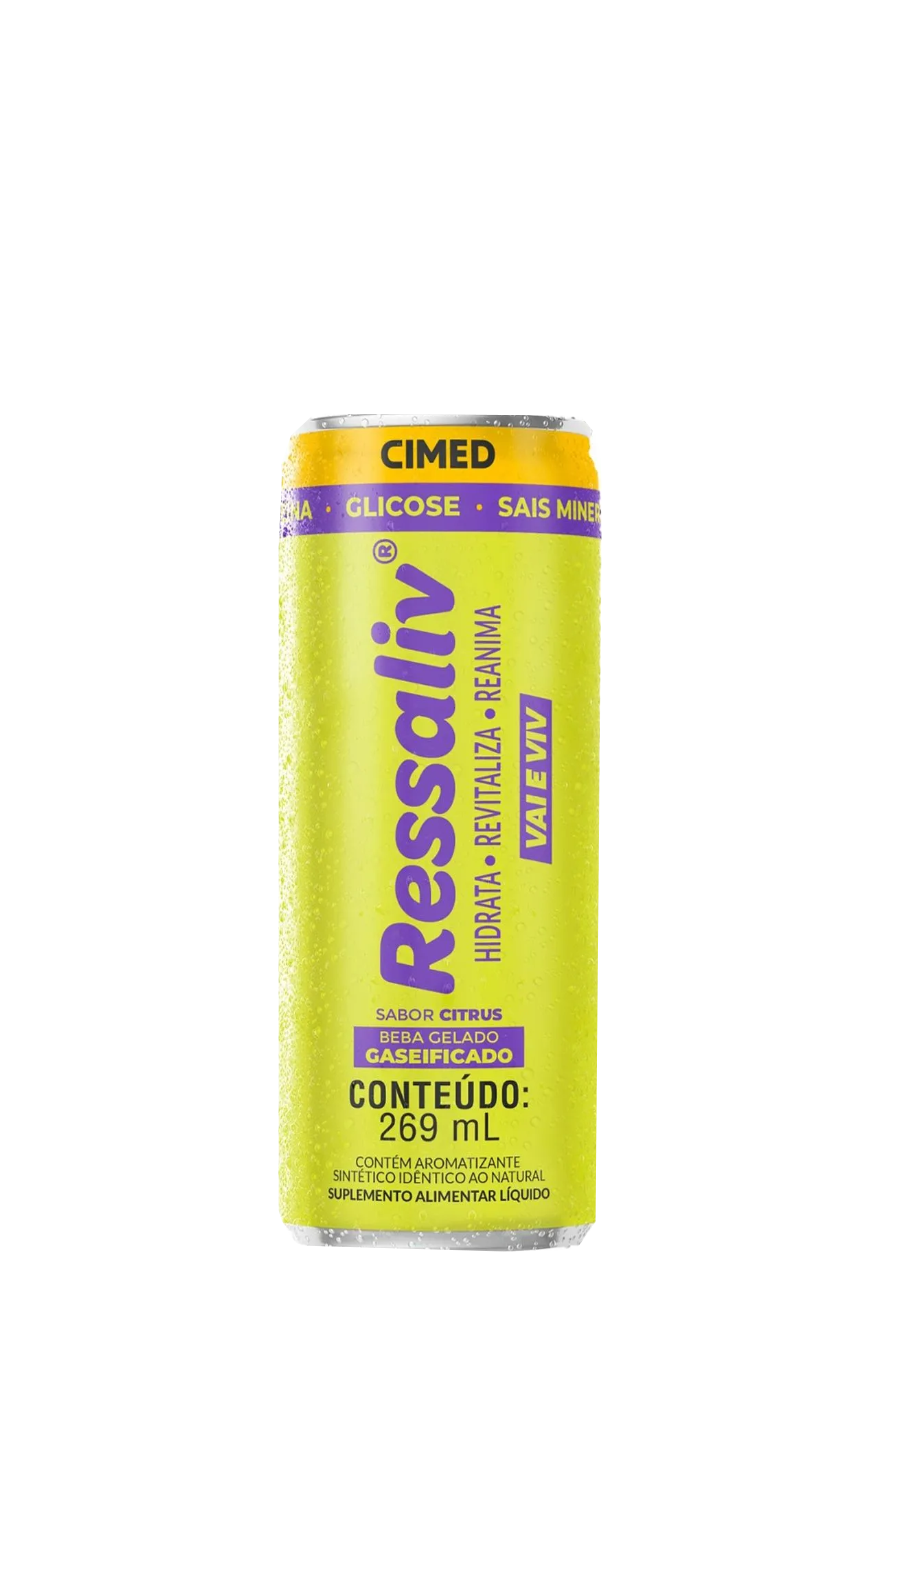 CIMED
· GLICOSE · SAIS
Ressaliv®
HIDRATA • REVITALIZA • REANIMA
VAI E VIV
SABOR CITRUS
BEBA GELADO
GASEIFICADO
CONTEÚDO:
269 mL
CONTÉM AROMATIZANTE
SINTÉTICO IDÊNTICO AO NATURAL
SUPLEMENTO ALIMENTAR LÍQUIDO